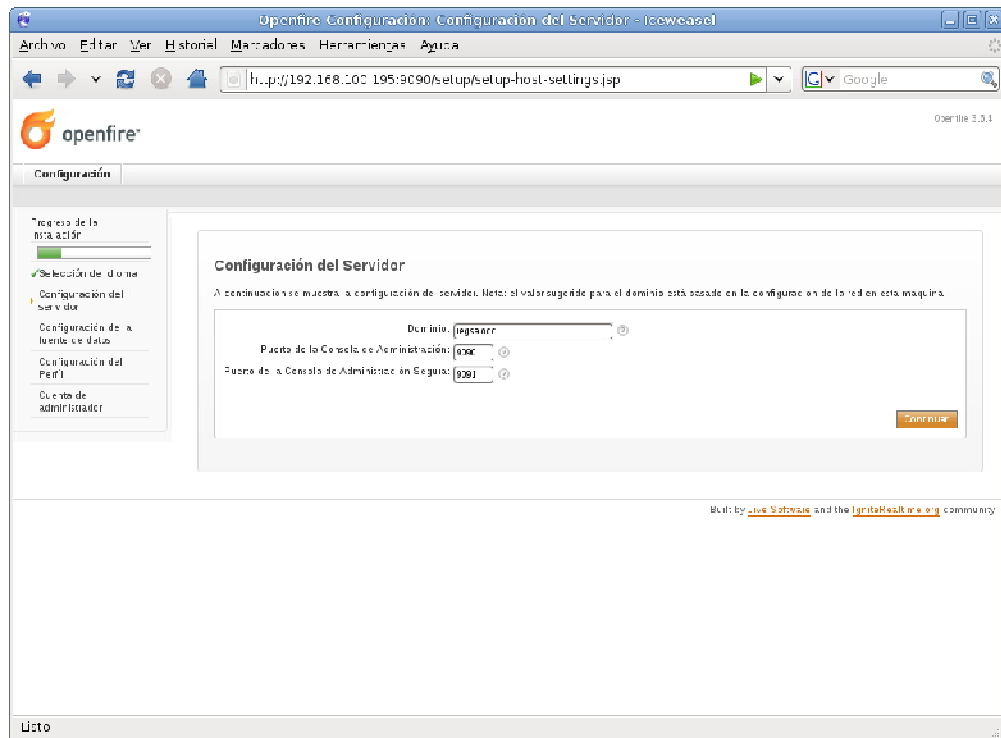 Openfire Configuración: Configuración del Servidor - Iceweasel
Archivo Editar Ver Historial Marcadores Herramientas Ayuda
http://192.168.100.195:9090/setup/setup-host-settings.jsp
G Google
openfire™
Openfire
Configuración
Progreso de la
instalación
Selección de idioma
Configuración del
servidor
Configuración de la
fuente de datos
Configuración del
Perfil
Cuenta de
administrador
Configuración del Servidor
A continuación se muestra la configuración de servidor. Nota: el valor sugerido para el dominio está basado en la configuración de la red en esta maquina.
Dominio:
Puerto de la Consola de Administración: 9090
Puerto de la Consola de Administración Segura: 9091
Continuar
Built by Jive Software and the IgniteRealtime.org community
Listo